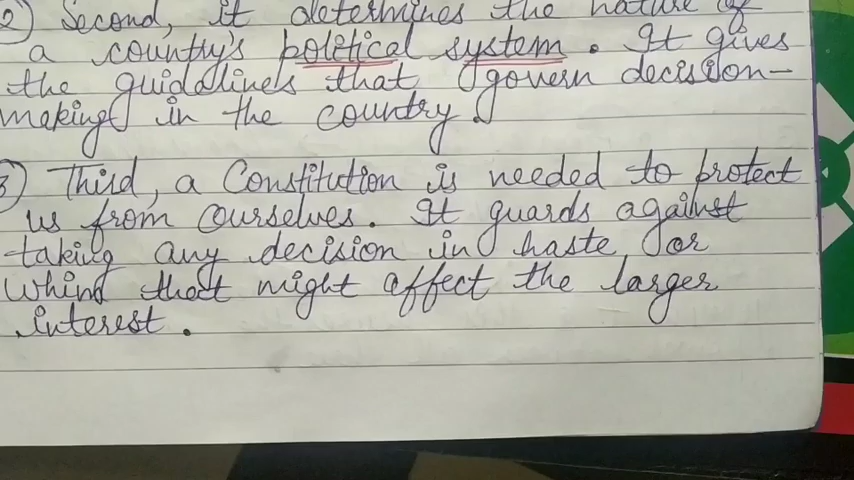 2) Second, it determines the nature of
a country's political system. It gives
the guidelines that govern decision-
making in the country.
3) Third, a Constitution is needed to protect
us from ourselves. It guards against
taking any decision in haste or
whim that might affect the larger
interest.